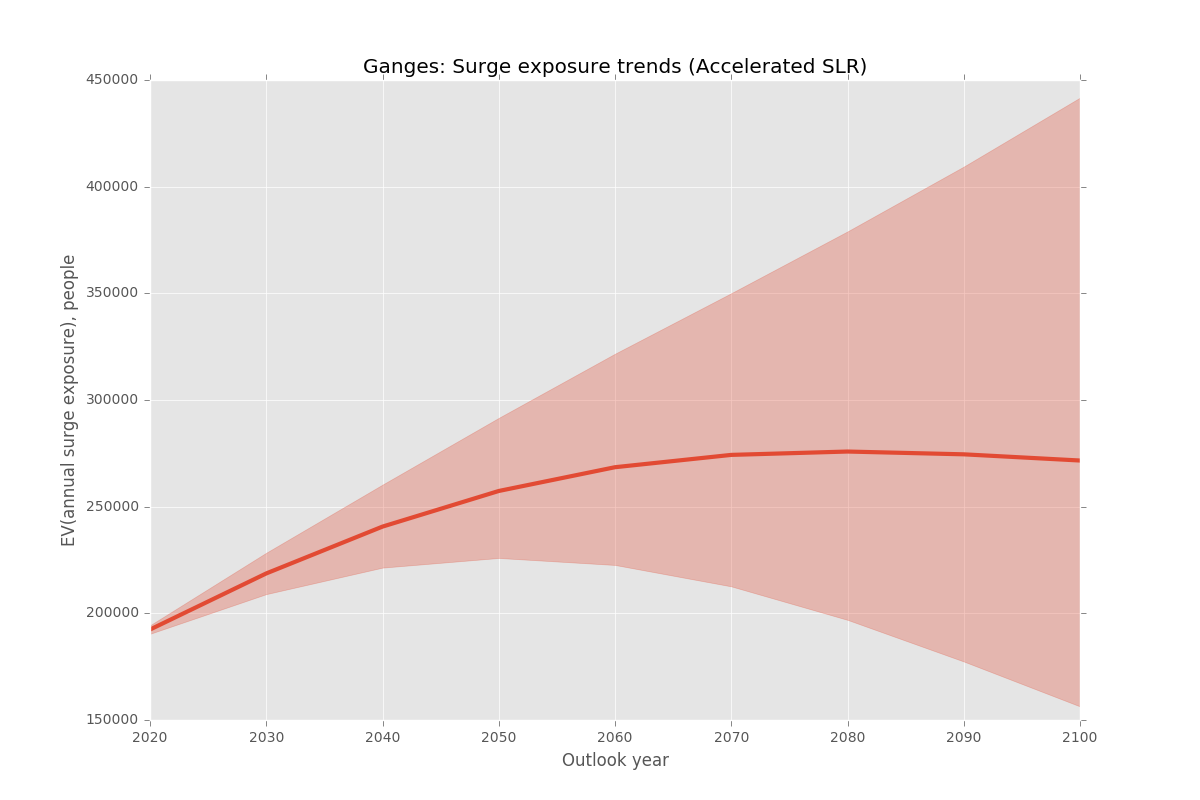 Ganges: Surge exposure trends (Accelerated SLR)
EV(annual surge exposure), people
450000
400000
350000
300000
250000
200000
150000
2020 2030 2040 2050 2060 2070 2080 2090 2100
Outlook year